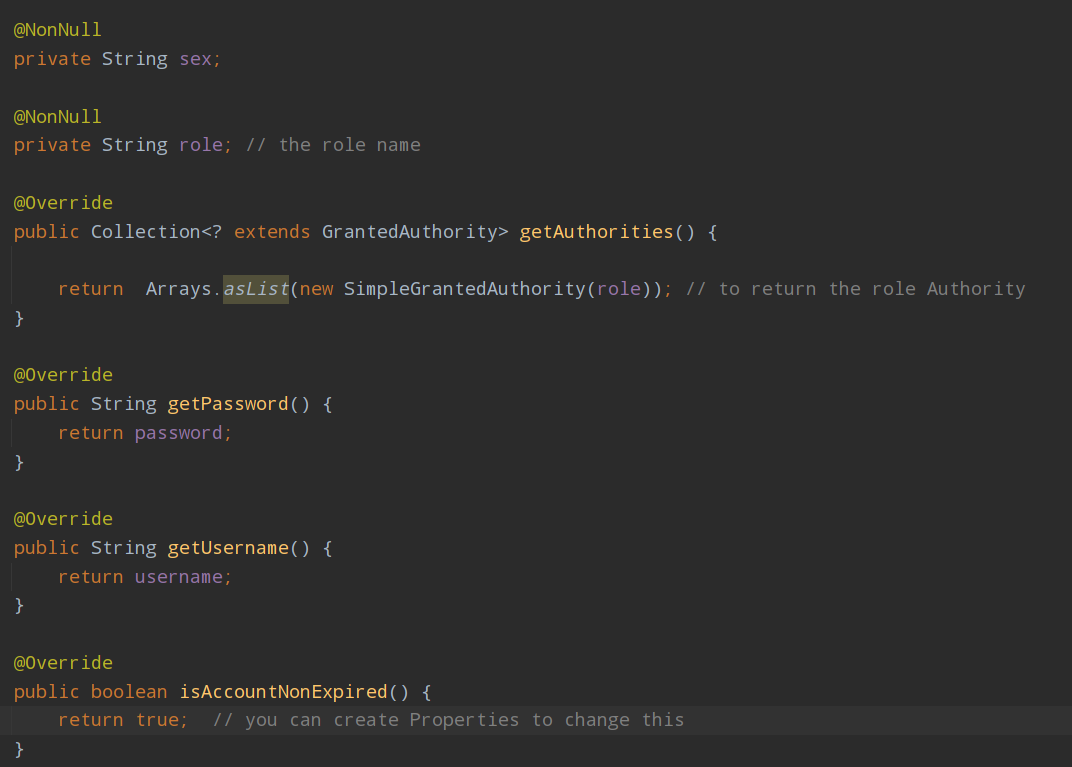 @NonNull
private String sex;
@NonNull
private String role; // the role name
@Override
public Collection<? extends GrantedAuthority> getAuthorities() {
return  Arrays.asList(new SimpleGrantedAuthority(role)); // to return the role Authority
}
@Override
public String getPassword() {
return password;
}
@Override
public String getUsername() {
return username;
}
@Override
public boolean isAccountNonExpired() {
return true;  // you can create Properties to change this
}